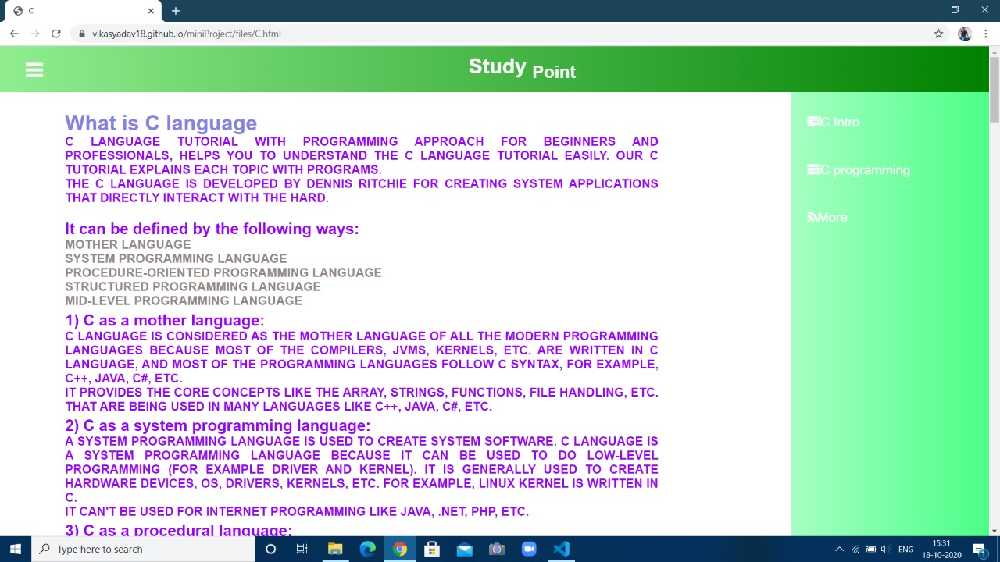 C
vikasyadav18.github.io/miniProject/files/C.html
Study Point
C Intro
C programming
More
What is C language
C LANGUAGE TUTORIAL WITH PROGRAMMING APPROACH FOR BEGINNERS AND
PROFESSIONALS, HELPS YOU TO UNDERSTAND THE C LANGUAGE TUTORIAL EASILY. OUR C
TUTORIAL EXPLAINS EACH TOPIC WITH PROGRAMS.
THE C LANGUAGE IS DEVELOPED BY DENNIS RITCHIE FOR CREATING SYSTEM APPLICATIONS
THAT DIRECTLY INTERACT WITH THE HARD.
It can be defined by the following ways:
MOTHER LANGUAGE
SYSTEM PROGRAMMING LANGUAGE
PROCEDURE-ORIENTED PROGRAMMING LANGUAGE
STRUCTURED PROGRAMMING LANGUAGE
MID-LEVEL PROGRAMMING LANGUAGE
1) C as a mother language:
C LANGUAGE IS CONSIDERED AS THE MOTHER LANGUAGE OF ALL THE MODERN PROGRAMMING
LANGUAGES BECAUSE MOST OF THE COMPILERS, JVMS, KERNELS, ETC. ARE WRITTEN IN C
LANGUAGE, AND MOST OF THE PROGRAMMING LANGUAGES FOLLOW C SYNTAX, FOR EXAMPLE,
C++, JAVA, C#, ETC.
IT PROVIDES THE CORE CONCEPTS LIKE THE ARRAY, STRINGS, FUNCTIONS, FILE HANDLING, ETC.
THAT ARE BEING USED IN MANY LANGUAGES LIKE C++, JAVA, C#, ETC.
2) C as a system programming language:
A SYSTEM PROGRAMMING LANGUAGE IS USED TO CREATE SYSTEM SOFTWARE. C LANGUAGE IS
A SYSTEM PROGRAMMING LANGUAGE BECAUSE IT CAN BE USED TO DO LOW-LEVEL
PROGRAMMING (FOR EXAMPLE DRIVER AND KERNEL). IT IS GENERALLY USED TO CREATE
HARDWARE DEVICES, OS, DRIVERS, KERNELS, ETC. FOR EXAMPLE, LINUX KERNEL IS WRITTEN IN
C.
IT CAN'T BE USED FOR INTERNET PROGRAMMING LIKE JAVA, .NET, PHP, ETC.
3) C as a procedural language:
Type here to search
ENG
15:31
18-10-2020
1